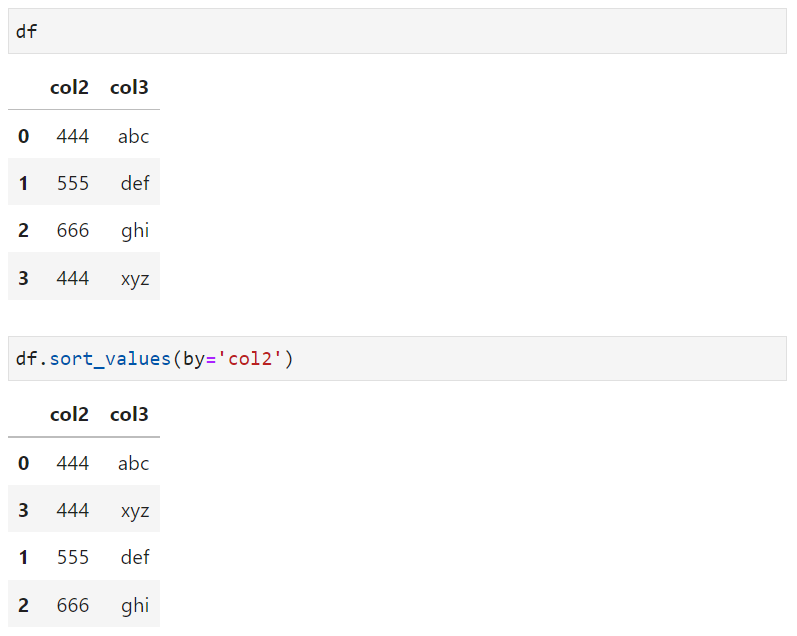 df
col2 col3
0 444 abc
1 555 def
2 666 ghi
3 444 xyz
df.sort_values(by='col2')
col2 col3
0 444 abc
3 444 xyz
1 555 def
2 666 ghi